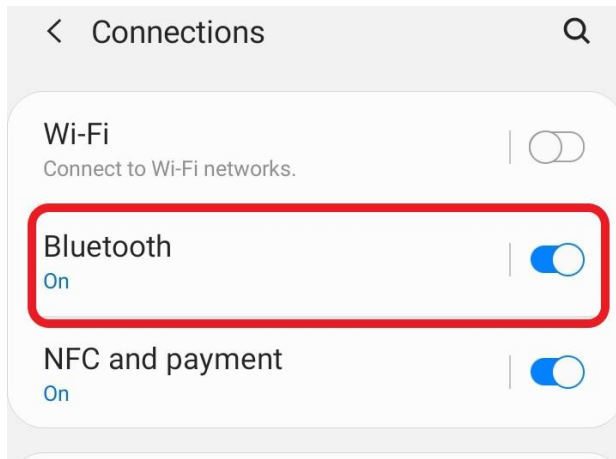 Connections
Wi-Fi
Connect to Wi-Fi networks.
Bluetooth
On
NFC and payment
On